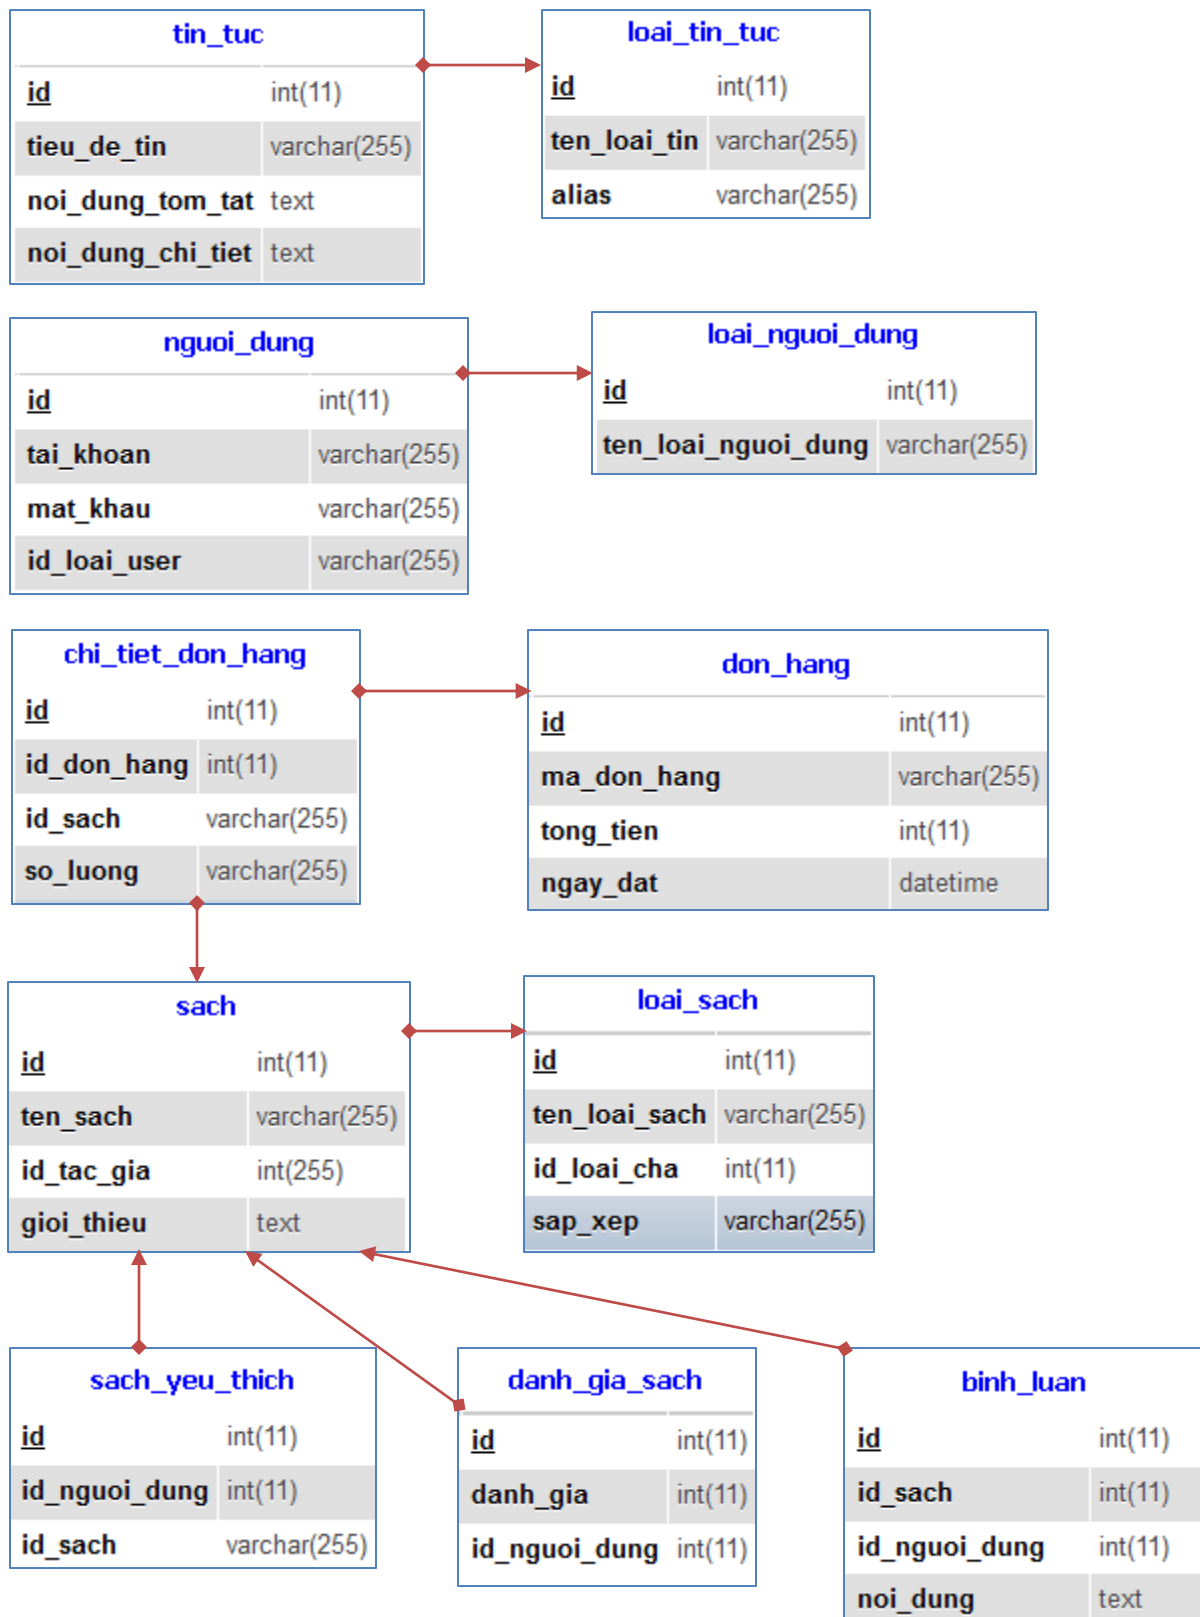 tin_tuc
id int(11)
tieu_de_tin varchar(255)
noi_dung_tom_tat text
noi_dung_chi_tiet text
loai_tin_tuc
id int(11)
ten_loai_tin varchar(255)
alias varchar(255)
nguoi_dung
id int(11)
tai_khoan varchar(255)
mat_khau varchar(255)
id_loai_user varchar(255)
loai_nguoi_dung
id int(11)
ten_loai_nguoi_dung varchar(255)
chi_tiet_don_hang
id int(11)
id_don_hang int(11)
id_sach varchar(255)
so_luong varchar(255)
don_hang
id int(11)
ma_don_hang varchar(255)
tong_tien int(11)
ngay_dat datetime
sach
id int(11)
ten_sach varchar(255)
id_tac_gia int(255)
gioi_thieu text
loai_sach
id int(11)
ten_loai_sach varchar(255)
id_loai_cha int(11)
sap_xep varchar(255)
sach_yeu_thich
id int(11)
id_nguoi_dung int(11)
id_sach varchar(255)
danh_gia_sach
id int(11)
danh_gia int(11)
id_nguoi_dung int(11)
binh_luan
id int(11)
id_sach int(11)
id_nguoi_dung int(11)
noi_dung text